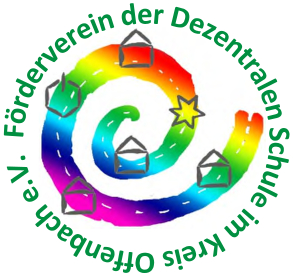 Förderverein der Dezentralen Schule im Kreis Offenbach e.V. ·